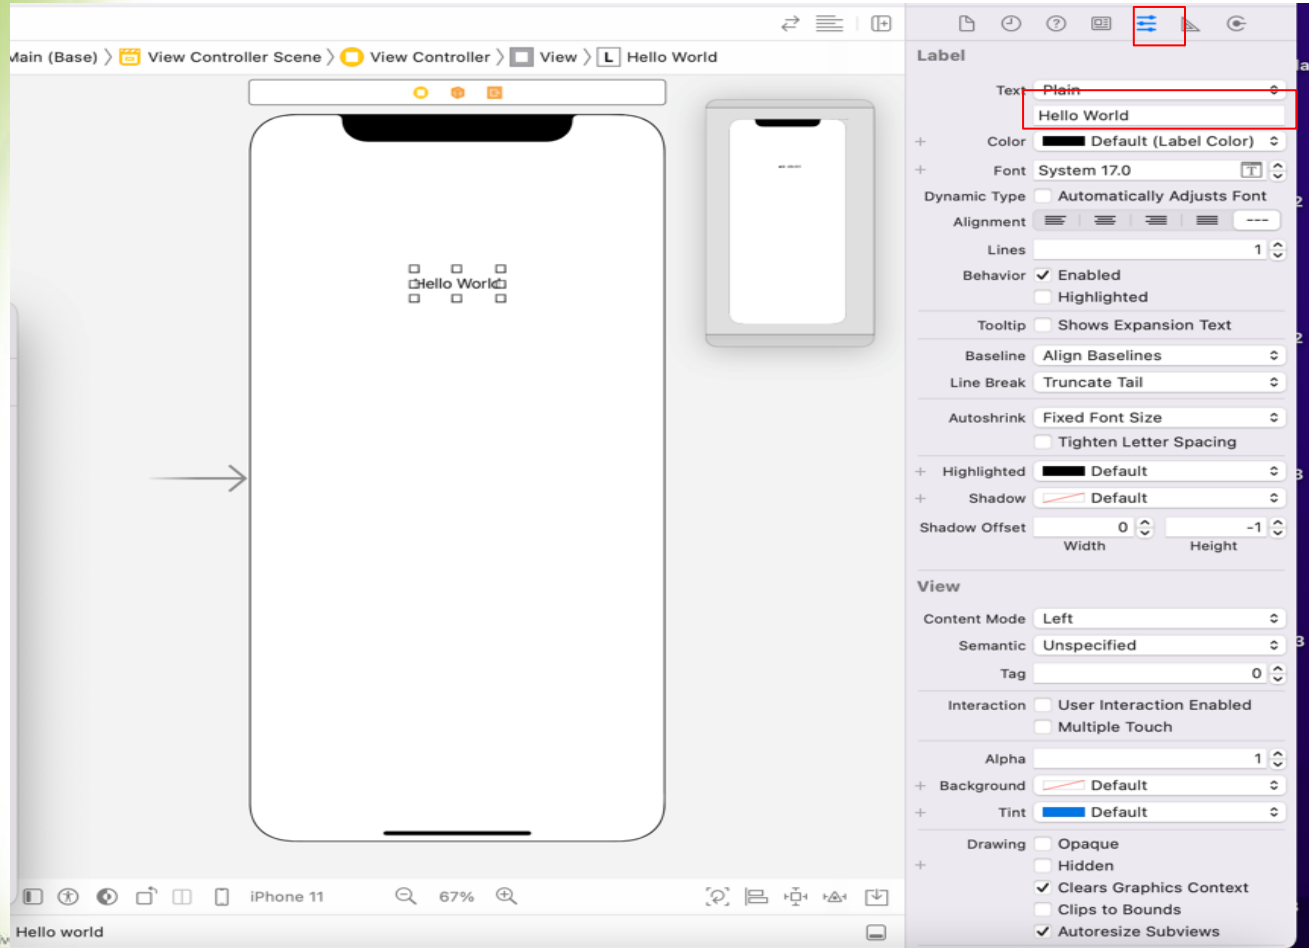 Main (Base) 〉 View Controller Scene 〉 View Controller 〉 View 〉 L Hello World
Hello World
iPhone 11 67%
Hello world
Label
Text Plain
Hello World
Color Default (Label Color)
Font System 17.0 T
Dynamic Type Automatically Adjusts Font
Alignment ---
Lines 1
Behavior Enabled
Highlighted
Tooltip Shows Expansion Text
Baseline Align Baselines
Line Break Truncate Tail
Autoshrink Fixed Font Size
Tighten Letter Spacing
Highlighted Default
Shadow Default
Shadow Offset 0 -1
Width Height
View
Content Mode Left
Semantic Unspecified
Tag 0
Interaction User Interaction Enabled
Multiple Touch
Alpha 1
Background Default
Tint Default
Drawing Opaque
Hidden
Clears Graphics Context
Clips to Bounds
Autoresize Subviews